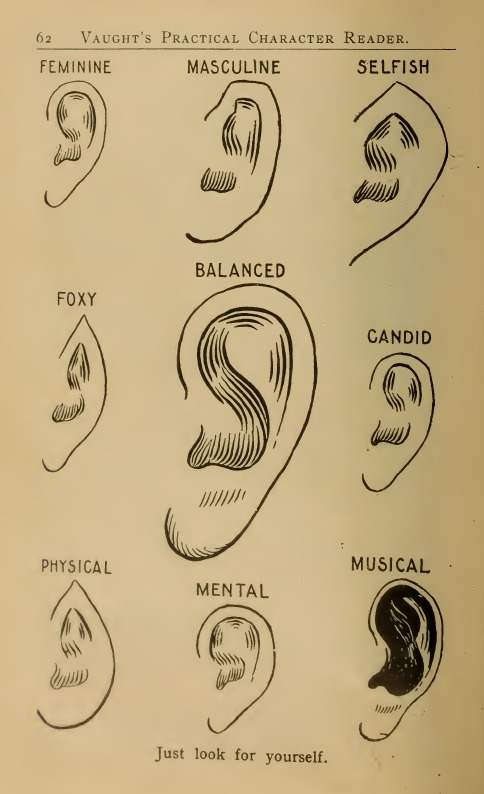 62 VAUGHT'S PRACTICAL CHARACTER READER.
FEMININE MASCULINE SELFISH
BALANCED
FOXY
CANDID
PHYSICAL
MENTAL
MUSICAL
Just look for yourself.